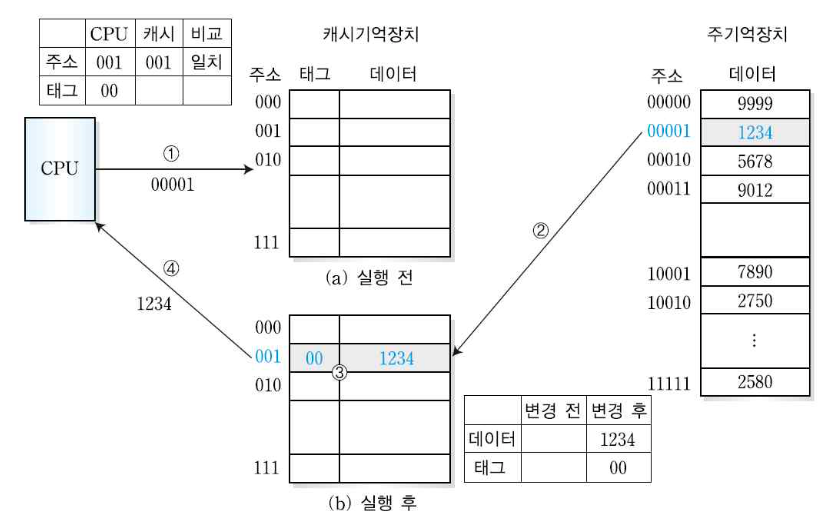 CPU 캐시 비교
주소 001 001 일치
태그 00
캐시기억장치
주소 태그 데이터
000
001
010
111
(a) 실행 전
주기억장치
주소 데이터
00000 9999
00001 1234
00010 5678
00011 9012
10001 7890
10010 2750
⋮
11111 2580
CPU
①
00001
②
④
1234
000
001 00 1234
③
010
111
(b) 실행 후
변경 전 변경 후
데이터 1234
태그 00